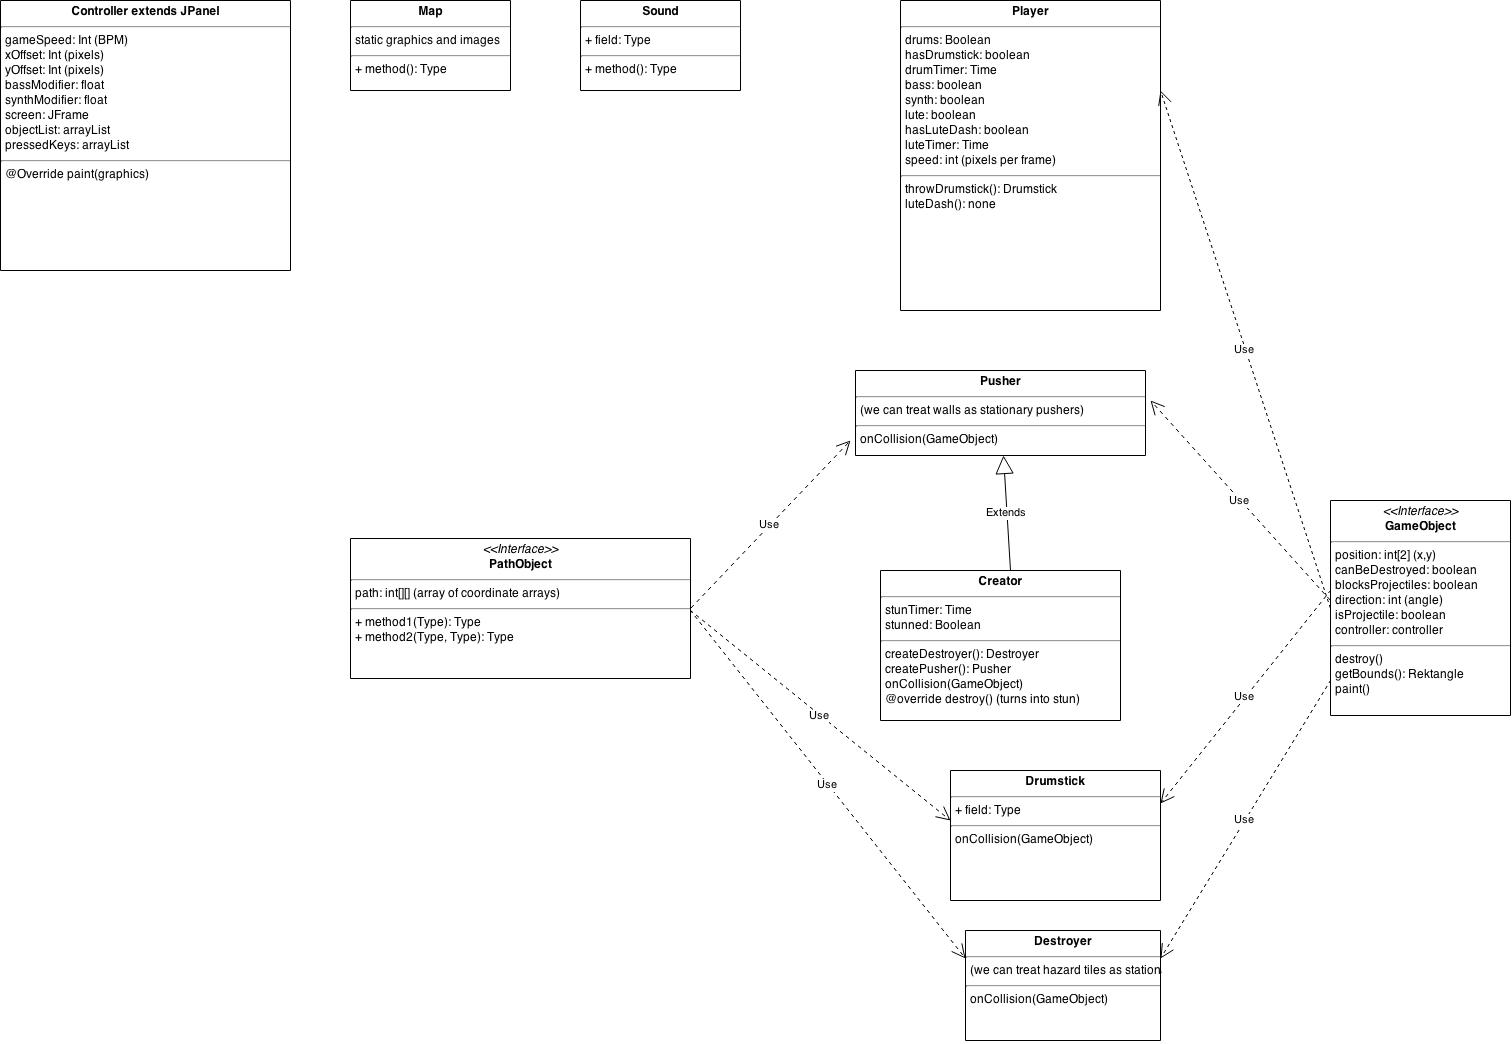 Controller extends JPanel
gameSpeed: Int (BPM)
xOffset: Int (pixels)
yOffset: Int (pixels)
bassModifier: float
synthModifier: float
screen: JFrame
objectList: arrayList
pressedKeys: arrayList
@Override paint(graphics)
Map
static graphics and images
+ method(): Type
Sound
+ field: Type
+ method(): Type
Player
drums: Boolean
hasDrumstick: boolean
drumTimer: Time
bass: boolean
synth: boolean
lute: boolean
hasLuteDash: boolean
luteTimer: Time
speed: int (pixels per frame)
throwDrumstick(): Drumstick
luteDash(): none
Use
Pusher
(we can treat walls as stationary pushers)
onCollision(GameObject)
Use
Extends
Use
<<Interface>>
GameObject
position: int[2] (x,y)
canBeDestroyed: boolean
blocksProjectiles: boolean
direction: int (angle)
isProjectile: boolean
controller: controller
destroy()
getBounds(): Rektangle
paint()
<<Interface>>
PathObject
path: int[][] (array of coordinate arrays)
+ method1(Type): Type
+ method2(Type, Type): Type
Creator
stunTimer: Time
stunned: Boolean
createDestroyer(): Destroyer
createPusher(): Pusher
onCollision(GameObject)
@override destroy() (turns into stun)
Use
Use
Use
Use
Drumstick
+ field: Type
onCollision(GameObject)
Destroyer
(we can treat hazard tiles as station
onCollision(GameObject)